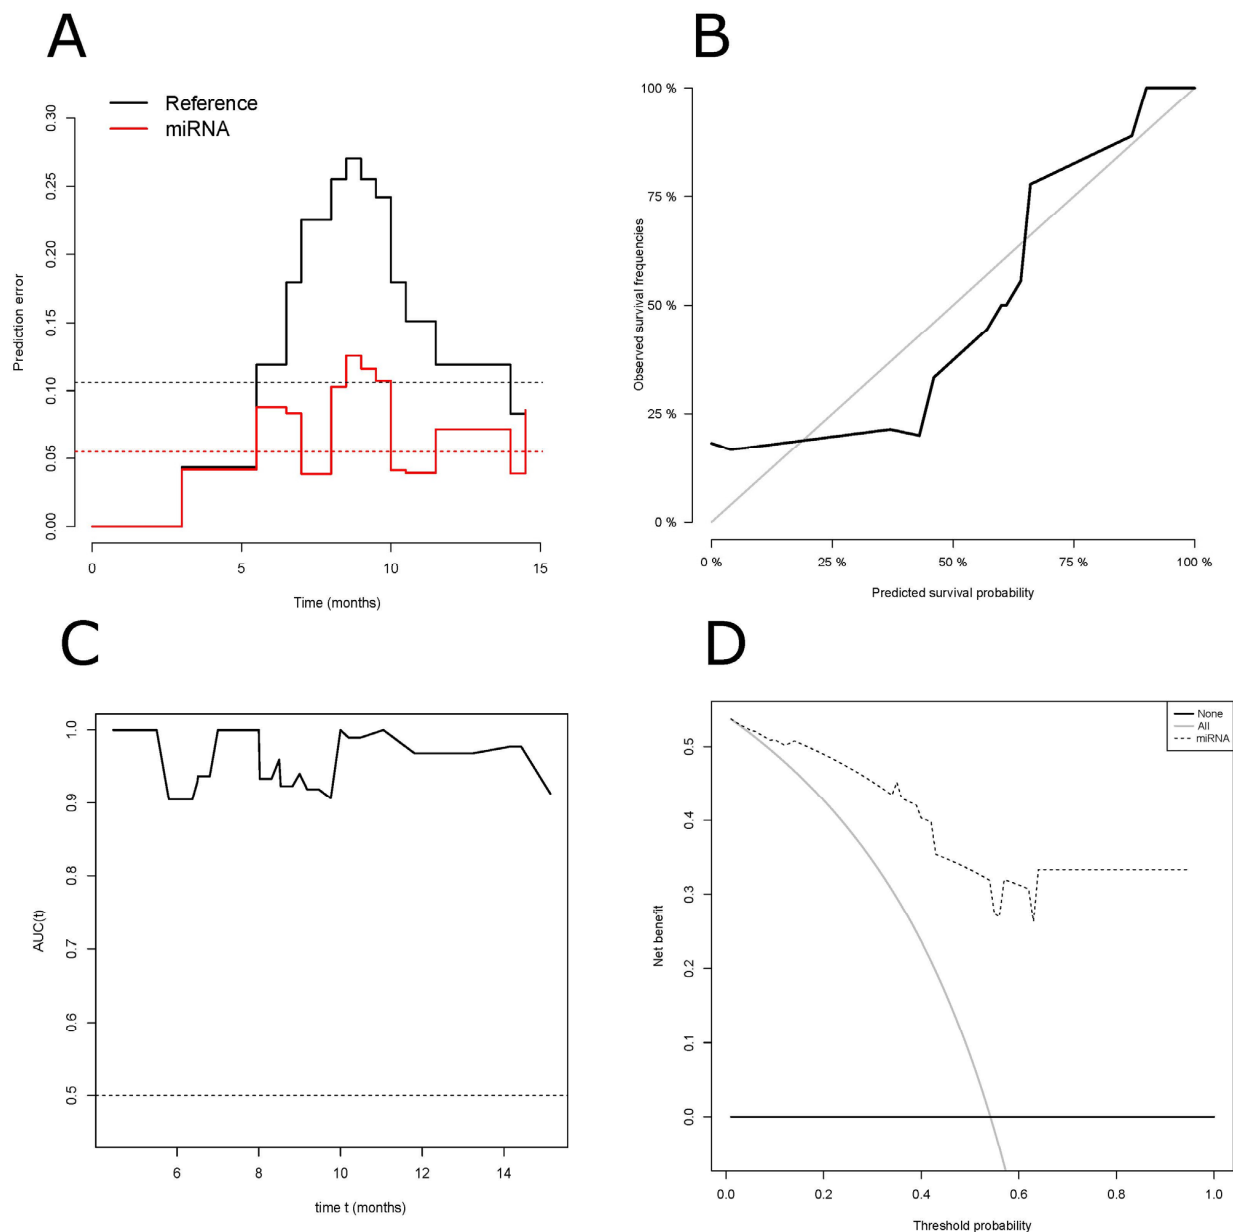 A
Reference
miRNA
0.30
0.25
0.20
0.15
0.10
0.05
0.00
Prediction error
0
5
10
15
Time (months)
B
100 %
75 %
50 %
25 %
0 %
Observed survival frequencies
0 %
25 %
50 %
75 %
100 %
Predicted survival probability
C
1.0
0.9
0.8
0.7
0.6
0.5
AUC(t)
6
8
10
12
14
time t (months)
D
None
All
miRNA
0.5
0.4
0.3
0.2
0.1
0.0
Net benefit
0.0
0.2
0.4
0.6
0.8
1.0
Threshold probability